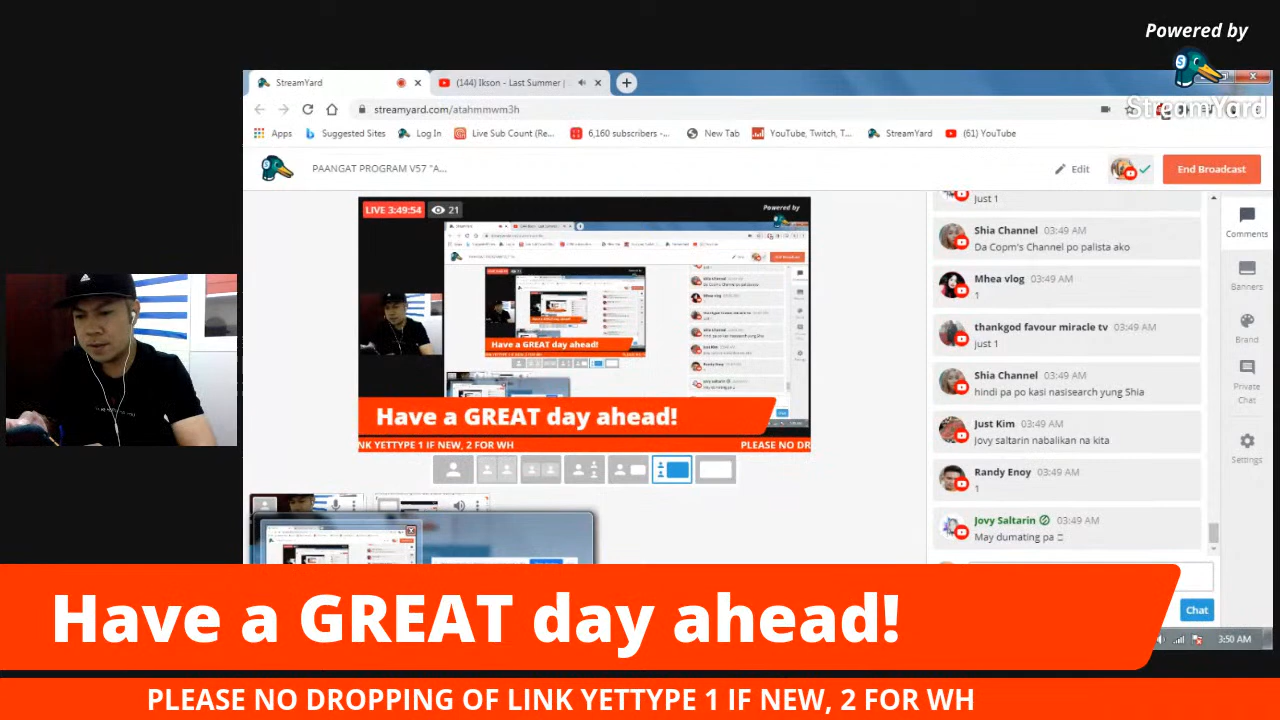 Powered by
StreamYard
StreamYard
(144) Ikson - Last Summer |
streamyard.com/atahmmwm3h
Apps
Suggested Sites
Log In
Live Sub Count (Re...
6,160 subscribers -...
New Tab
YouTube, Twitch, T...
StreamYard
(61) YouTube
PAANGAT PROGRAM V57 "A...
Edit
End Broadcast
LIVE 3:49:54
21
Powered by
Have a GREAT day ahead!
Have a GREAT day ahead!
NK YETTYPE 1 IF NEW, 2 FOR WH
PLEASE NO DR
Just 1
Shia Channel 03:49 AM
Da Copm's Channel po palista ako
Mhea vlog 03:49 AM
1
thankgod favour miracle tv 03:49 AM
just 1
Shia Channel 03:49 AM
hindi pa po kasi nasisearch yung Shia
Just Kim 03:49 AM
Jovy saltarin nabalikan na kita
Randy Enoy 03:49 AM
1
Jovy Saltarin 03:49 AM
May dumating pa
Comments
Banners
Brand
Private
Chat
Settings
Chat
3:50 AM
Have a GREAT day ahead!
PLEASE NO DROPPING OF LINK YETTYPE 1 IF NEW, 2 FOR WH